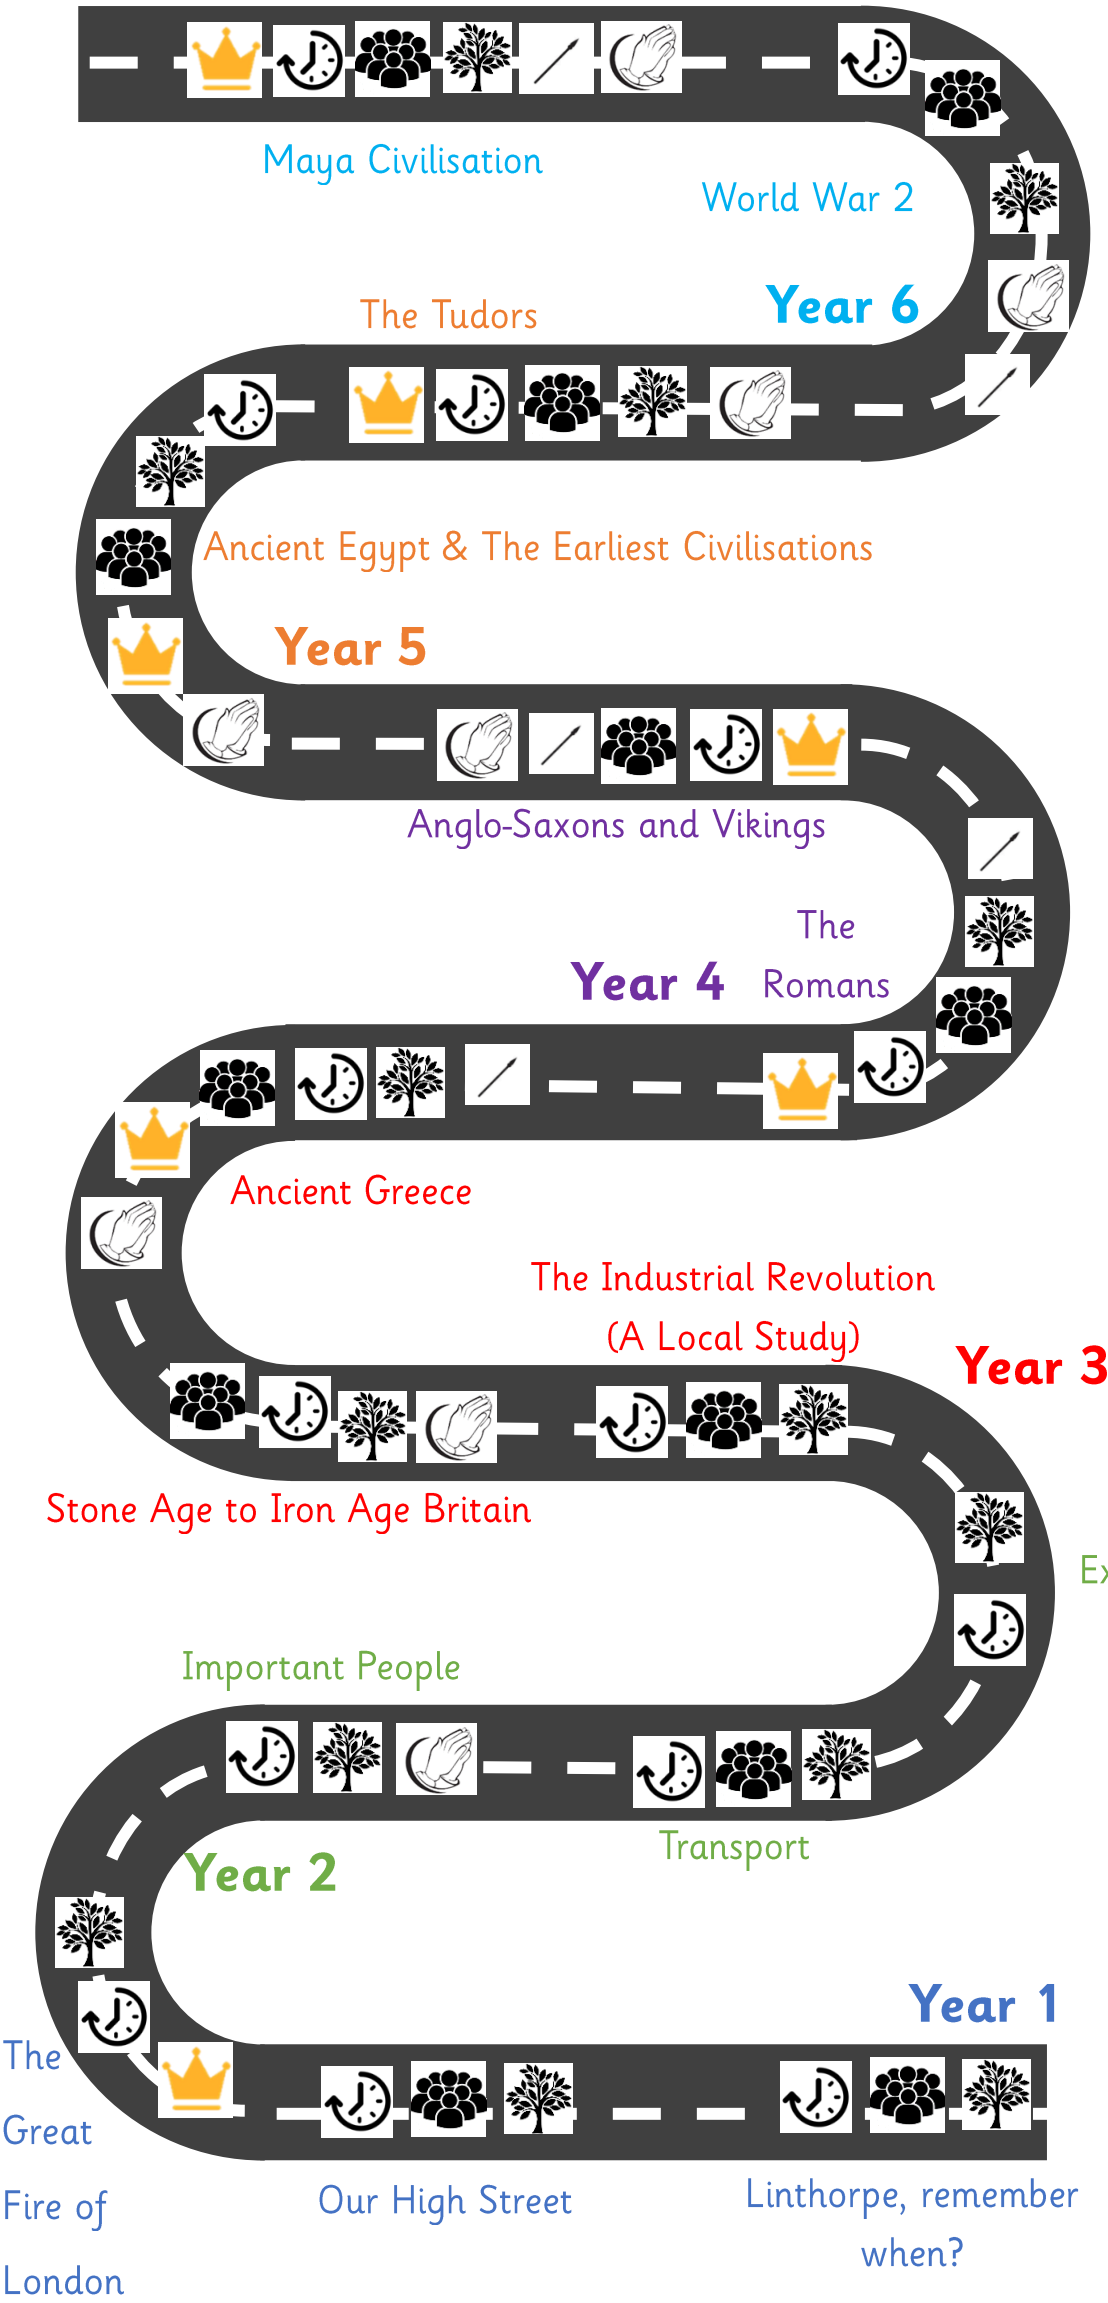 Maya Civilisation
World War 2
Year 6
The Tudors
Ancient Egypt & The Earliest Civilisations
Year 5
Anglo-Saxons and Vikings
The
Romans
Year 4
Ancient Greece
The Industrial Revolution
(A Local Study)
Year 3
Stone Age to Iron Age Britain
Important People
Transport
Year 2
Year 1
The
Great
Fire of
London
Our High Street
Linthorpe, remember
when?